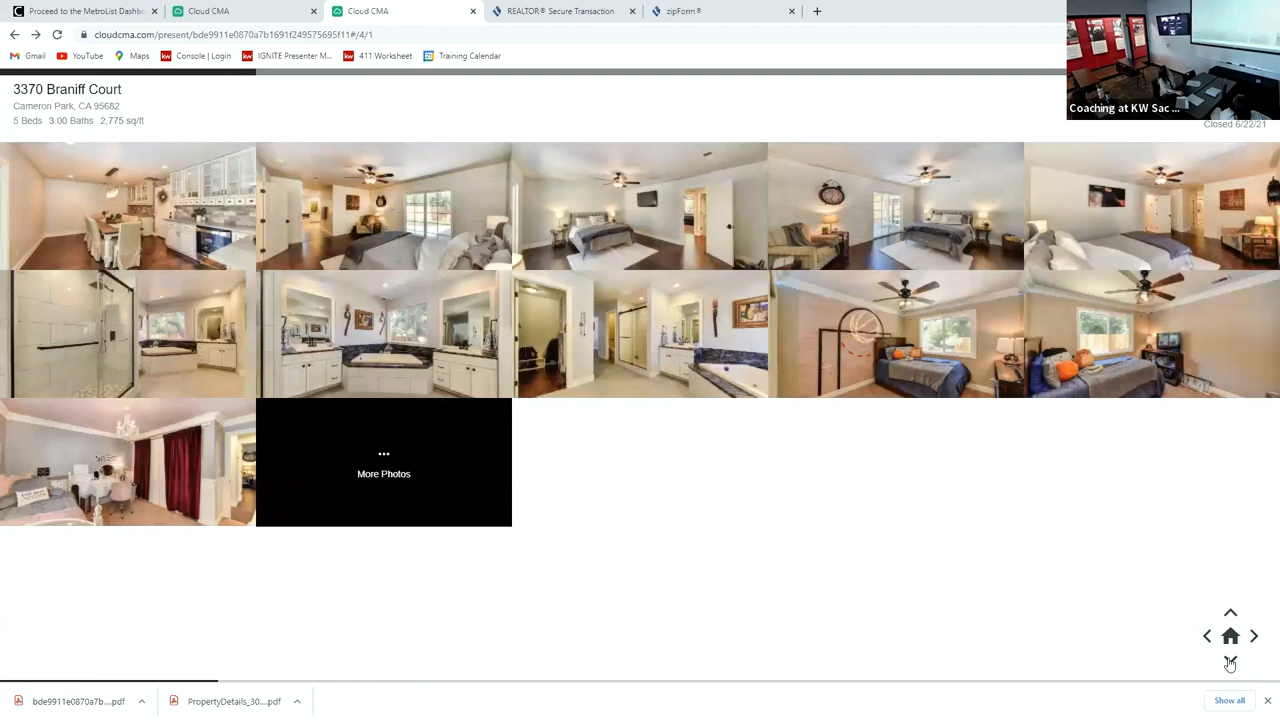 Proceed to the MetroList Dashb
Cloud CMA
Cloud CMA
REALTOR® Secure Transaction
zipForm®
cloudcma.com/present/bde9911e0870a7b1691f249575695f11#/4/1
Gmail
YouTube
Maps
Console | Login
IGNITE Presenter M...
411 Worksheet
Training Calendar
Coaching at KW Sac ...
3370 Braniff Court
Cameron Park, CA 95682
5 Beds 3.00 Baths 2,775 sq/ft
Closed 6/22/21
More Photos
bde9911e0870a7b....pdf
PropertyDetails_30....pdf
Show all